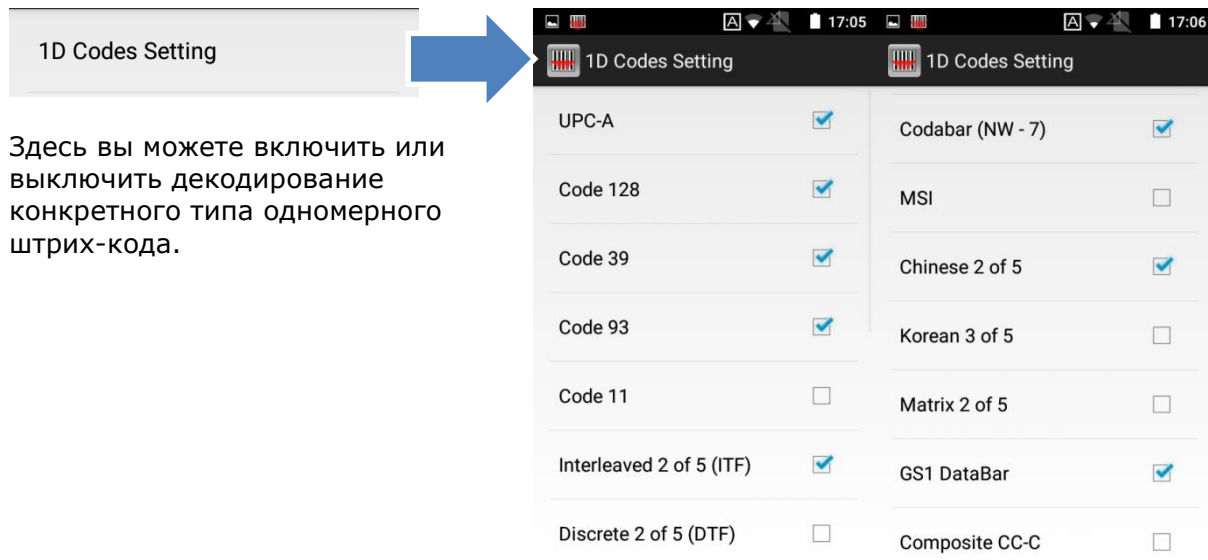 1D Codes Setting
Здесь вы можете включить или
выключить декодирование
конкретного типа одномерного
штрих-кода.
A 17:05
1D Codes Setting
UPC-A
Code 128
Code 39
Code 93
Code 11
Interleaved 2 of 5 (ITF)
Discrete 2 of 5 (DTF)
A 17:06
1D Codes Setting
Codabar (NW - 7)
MSI
Chinese 2 of 5
Korean 3 of 5
Matrix 2 of 5
GS1 DataBar
Composite CC-C